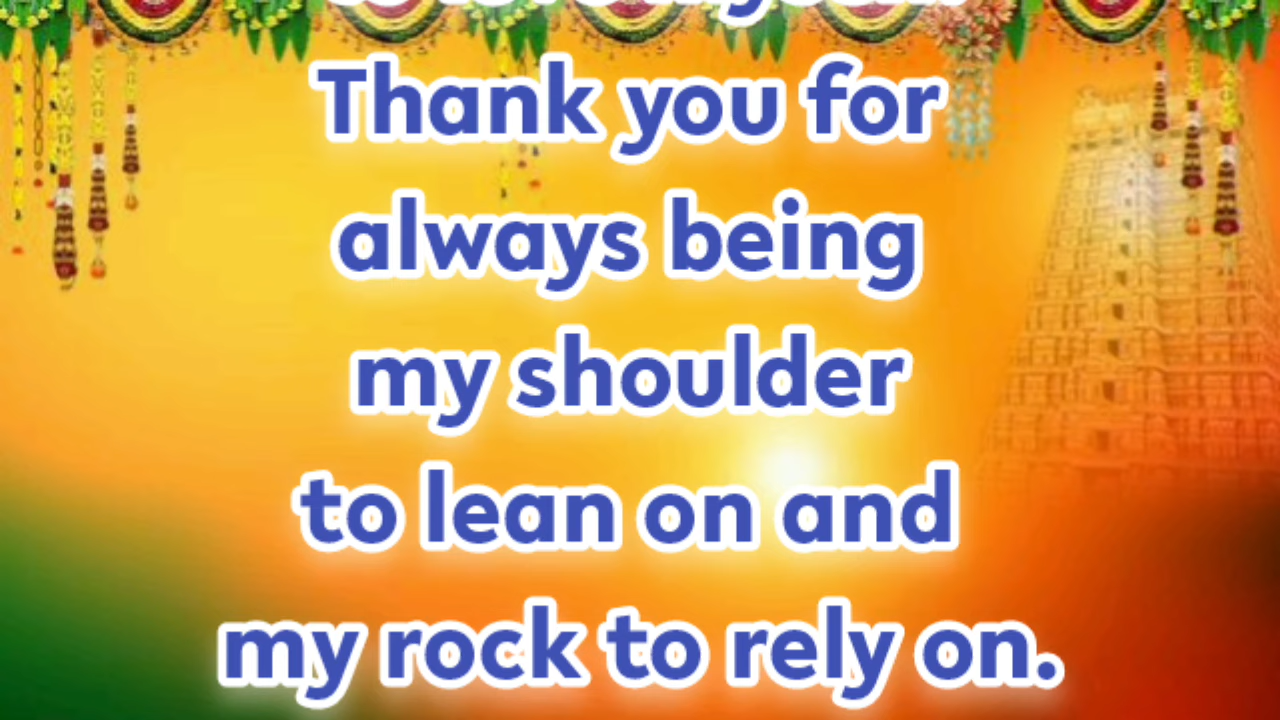 Thank you for
always being
my shoulder
to lean on and
my rock to rely on.